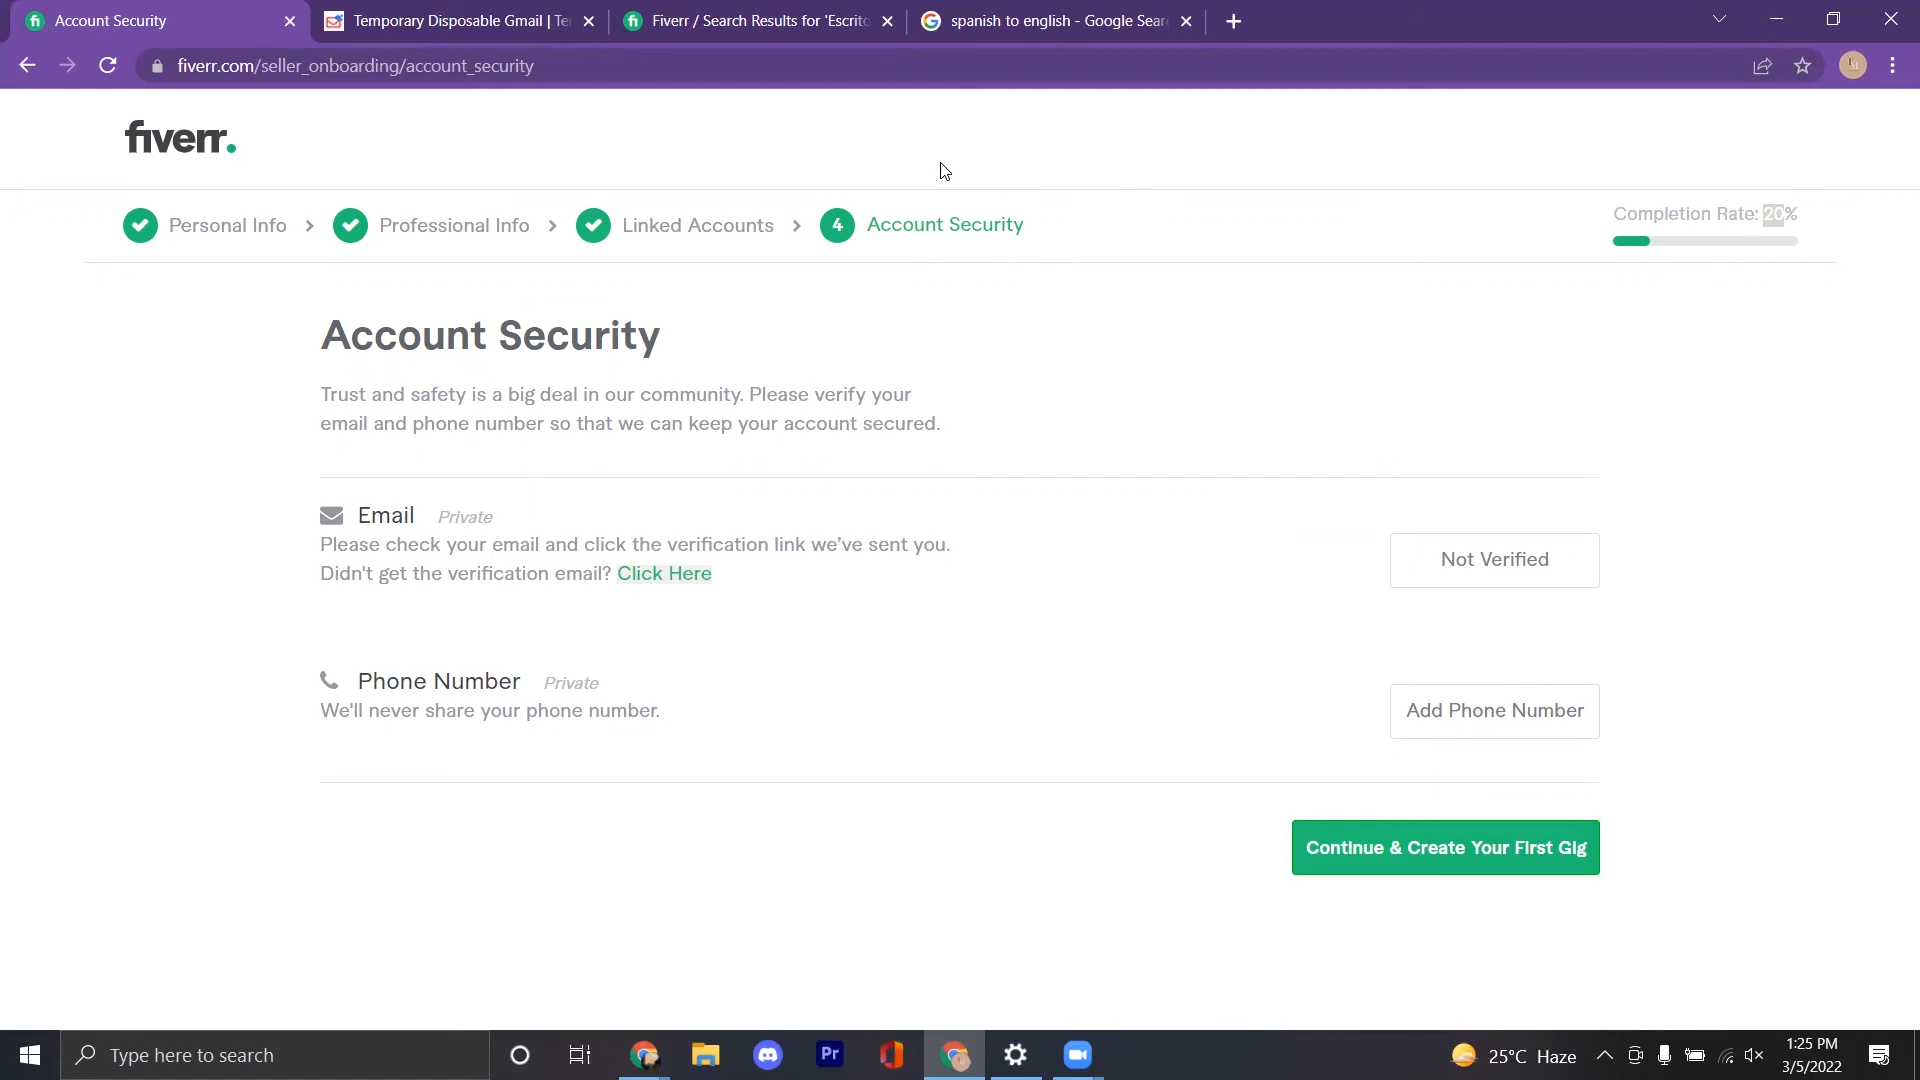 Account Security
Temporary Disposable Gmail | Te
Fiverr / Search Results for 'Escrito
spanish to english - Google Sear
fiverr.com/seller_onboarding/account_security
fiverr.
Personal Info
Professional Info
Linked Accounts
4 Account Security
Completion Rate: 20%
Account Security
Trust and safety is a big deal in our community. Please verify your
email and phone number so that we can keep your account secured.
Email Private
Please check your email and click the verification link we've sent you.
Didn't get the verification email? Click Here
Not Verified
Phone Number Private
We'll never share your phone number.
Add Phone Number
Continue & Create Your First Gig
Type here to search
Pr
25°C Haze
1:25 PM
3/5/2022